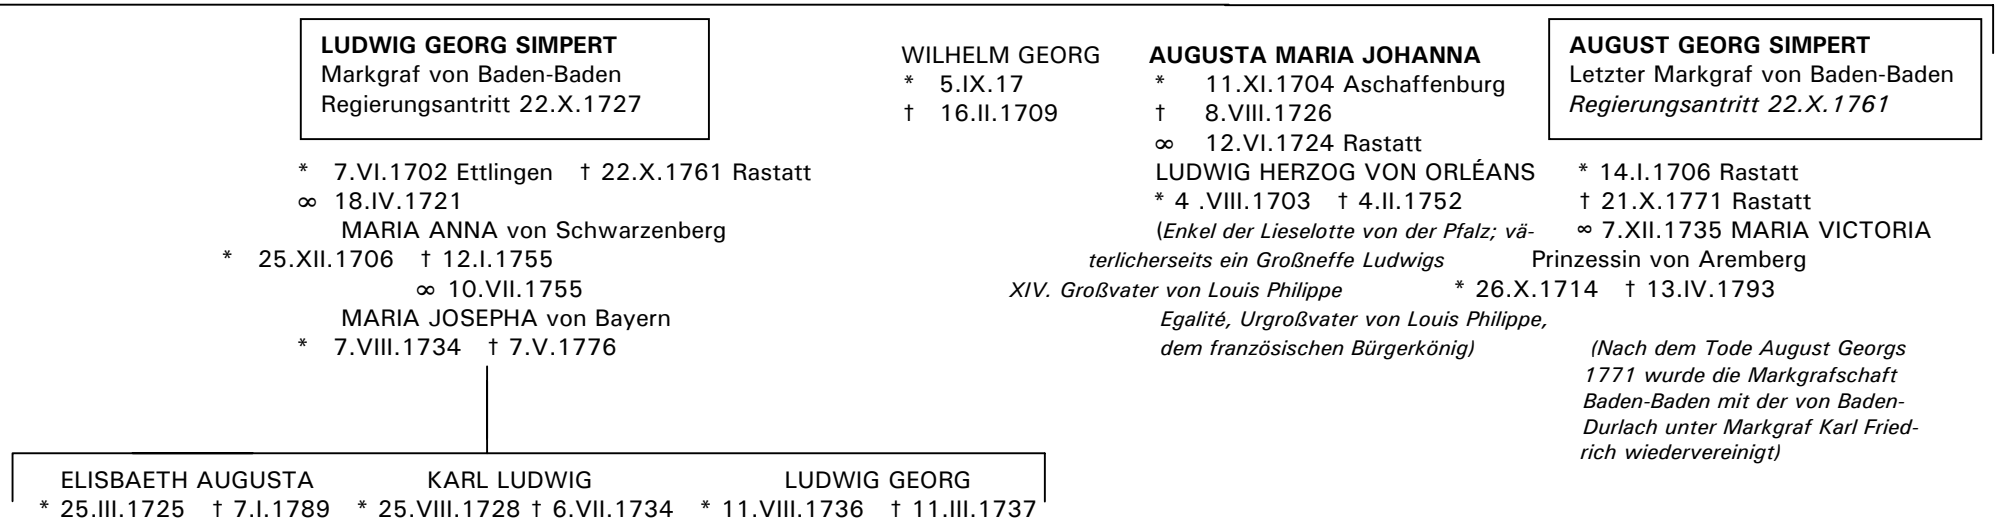 LUDWIG GEORG SIMPERT
Markgraf von Baden-Baden
Regierungsantritt 22.X.1727
* 7.VI.1702 Ettlingen † 22.X.1761 Rastatt
∞ 18.IV.1721
MARIA ANNA von Schwarzenberg
* 25.XII.1706 † 12.I.1755
∞ 10.VII.1755
MARIA JOSEPHA von Bayern
* 7.VIII.1734 † 7.V.1776
WILHELM GEORG
* 5.IX.17
† 16.II.1709
AUGUSTA MARIA JOHANNA
* 11.XI.1704 Aschaffenburg
† 8.VIII.1726
∞ 12.VI.1724 Rastatt
LUDWIG HERZOG VON ORLÉANS
* 4 .VIII.1703 † 4.II.1752
(Enkel der Lieselotte von der Pfalz; vä-
terlicherseits ein Großneffe Ludwigs
XIV. Großvater von Louis Philippe
Egalité, Urgroßvater von Louis Philippe,
dem französischen Bürgerkönig)
AUGUST GEORG SIMPERT
Letzter Markgraf von Baden-Baden
Regierungsantritt 22.X.1761
* 14.I.1706 Rastatt
† 21.X.1771 Rastatt
∞ 7.XII.1735 MARIA VICTORIA
Prinzessin von Aremberg
* 26.X.1714 † 13.IV.1793
(Nach dem Tode August Georgs
1771 wurde die Markgrafschaft
Baden-Baden mit der von Baden-
Durlach unter Markgraf Karl Fried-
rich wiedervereinigt)
ELISBAETH AUGUSTA
* 25.III.1725 † 7.I.1789
KARL LUDWIG
* 25.VIII.1728 † 6.VII.1734
LUDWIG GEORG
* 11.VIII.1736 † 11.III.1737